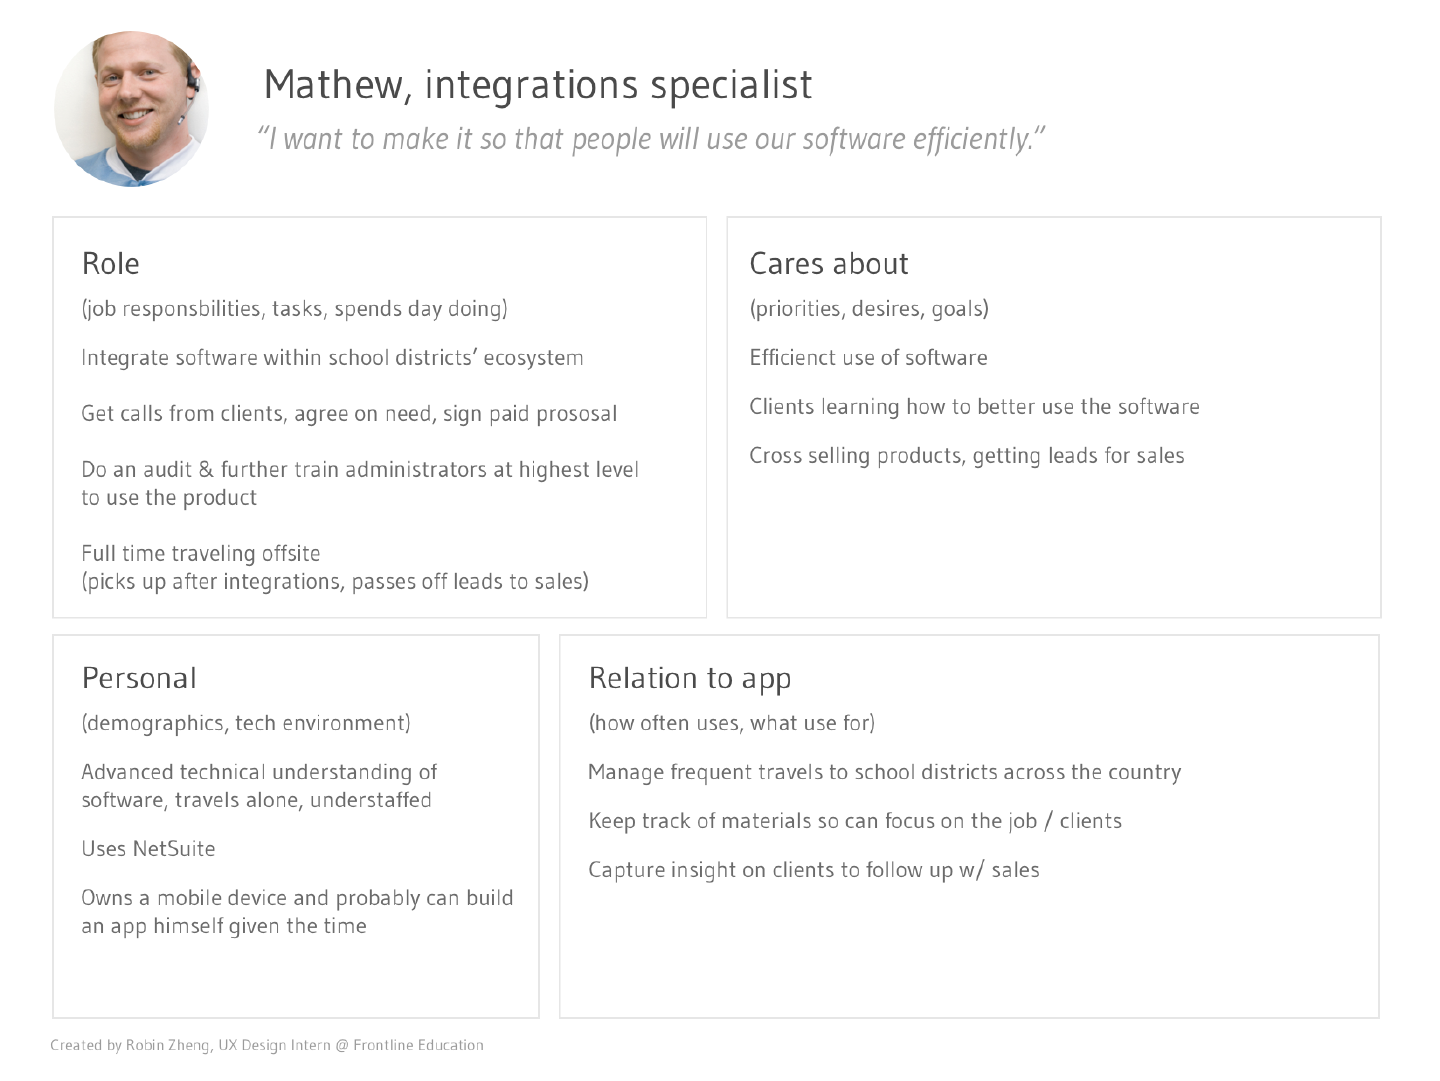 Mathew, integrations specialist
“I want to make it so that people will use our software efficiently.”
Role
(job responsbilities, tasks, spends day doing)
Integrate software within school districts’ ecosystem
Get calls from clients, agree on need, sign paid prososal
Do an audit & further train administrators at highest level
to use the product
Full time traveling offsite
(picks up after integrations, passes off leads to sales)
Cares about
(priorities, desires, goals)
Efficienct use of software
Clients learning how to better use the software
Cross selling products, getting leads for sales
Personal
(demographics, tech environment)
Advanced technical understanding of
software, travels alone, understaffed
Uses NetSuite
Owns a mobile device and probably can build
an app himself given the time
Relation to app
(how often uses, what use for)
Manage frequent travels to school districts across the country
Keep track of materials so can focus on the job / clients
Capture insight on clients to follow up w/ sales
Created by Robin Zheng, UX Design Intern @ Frontline Education